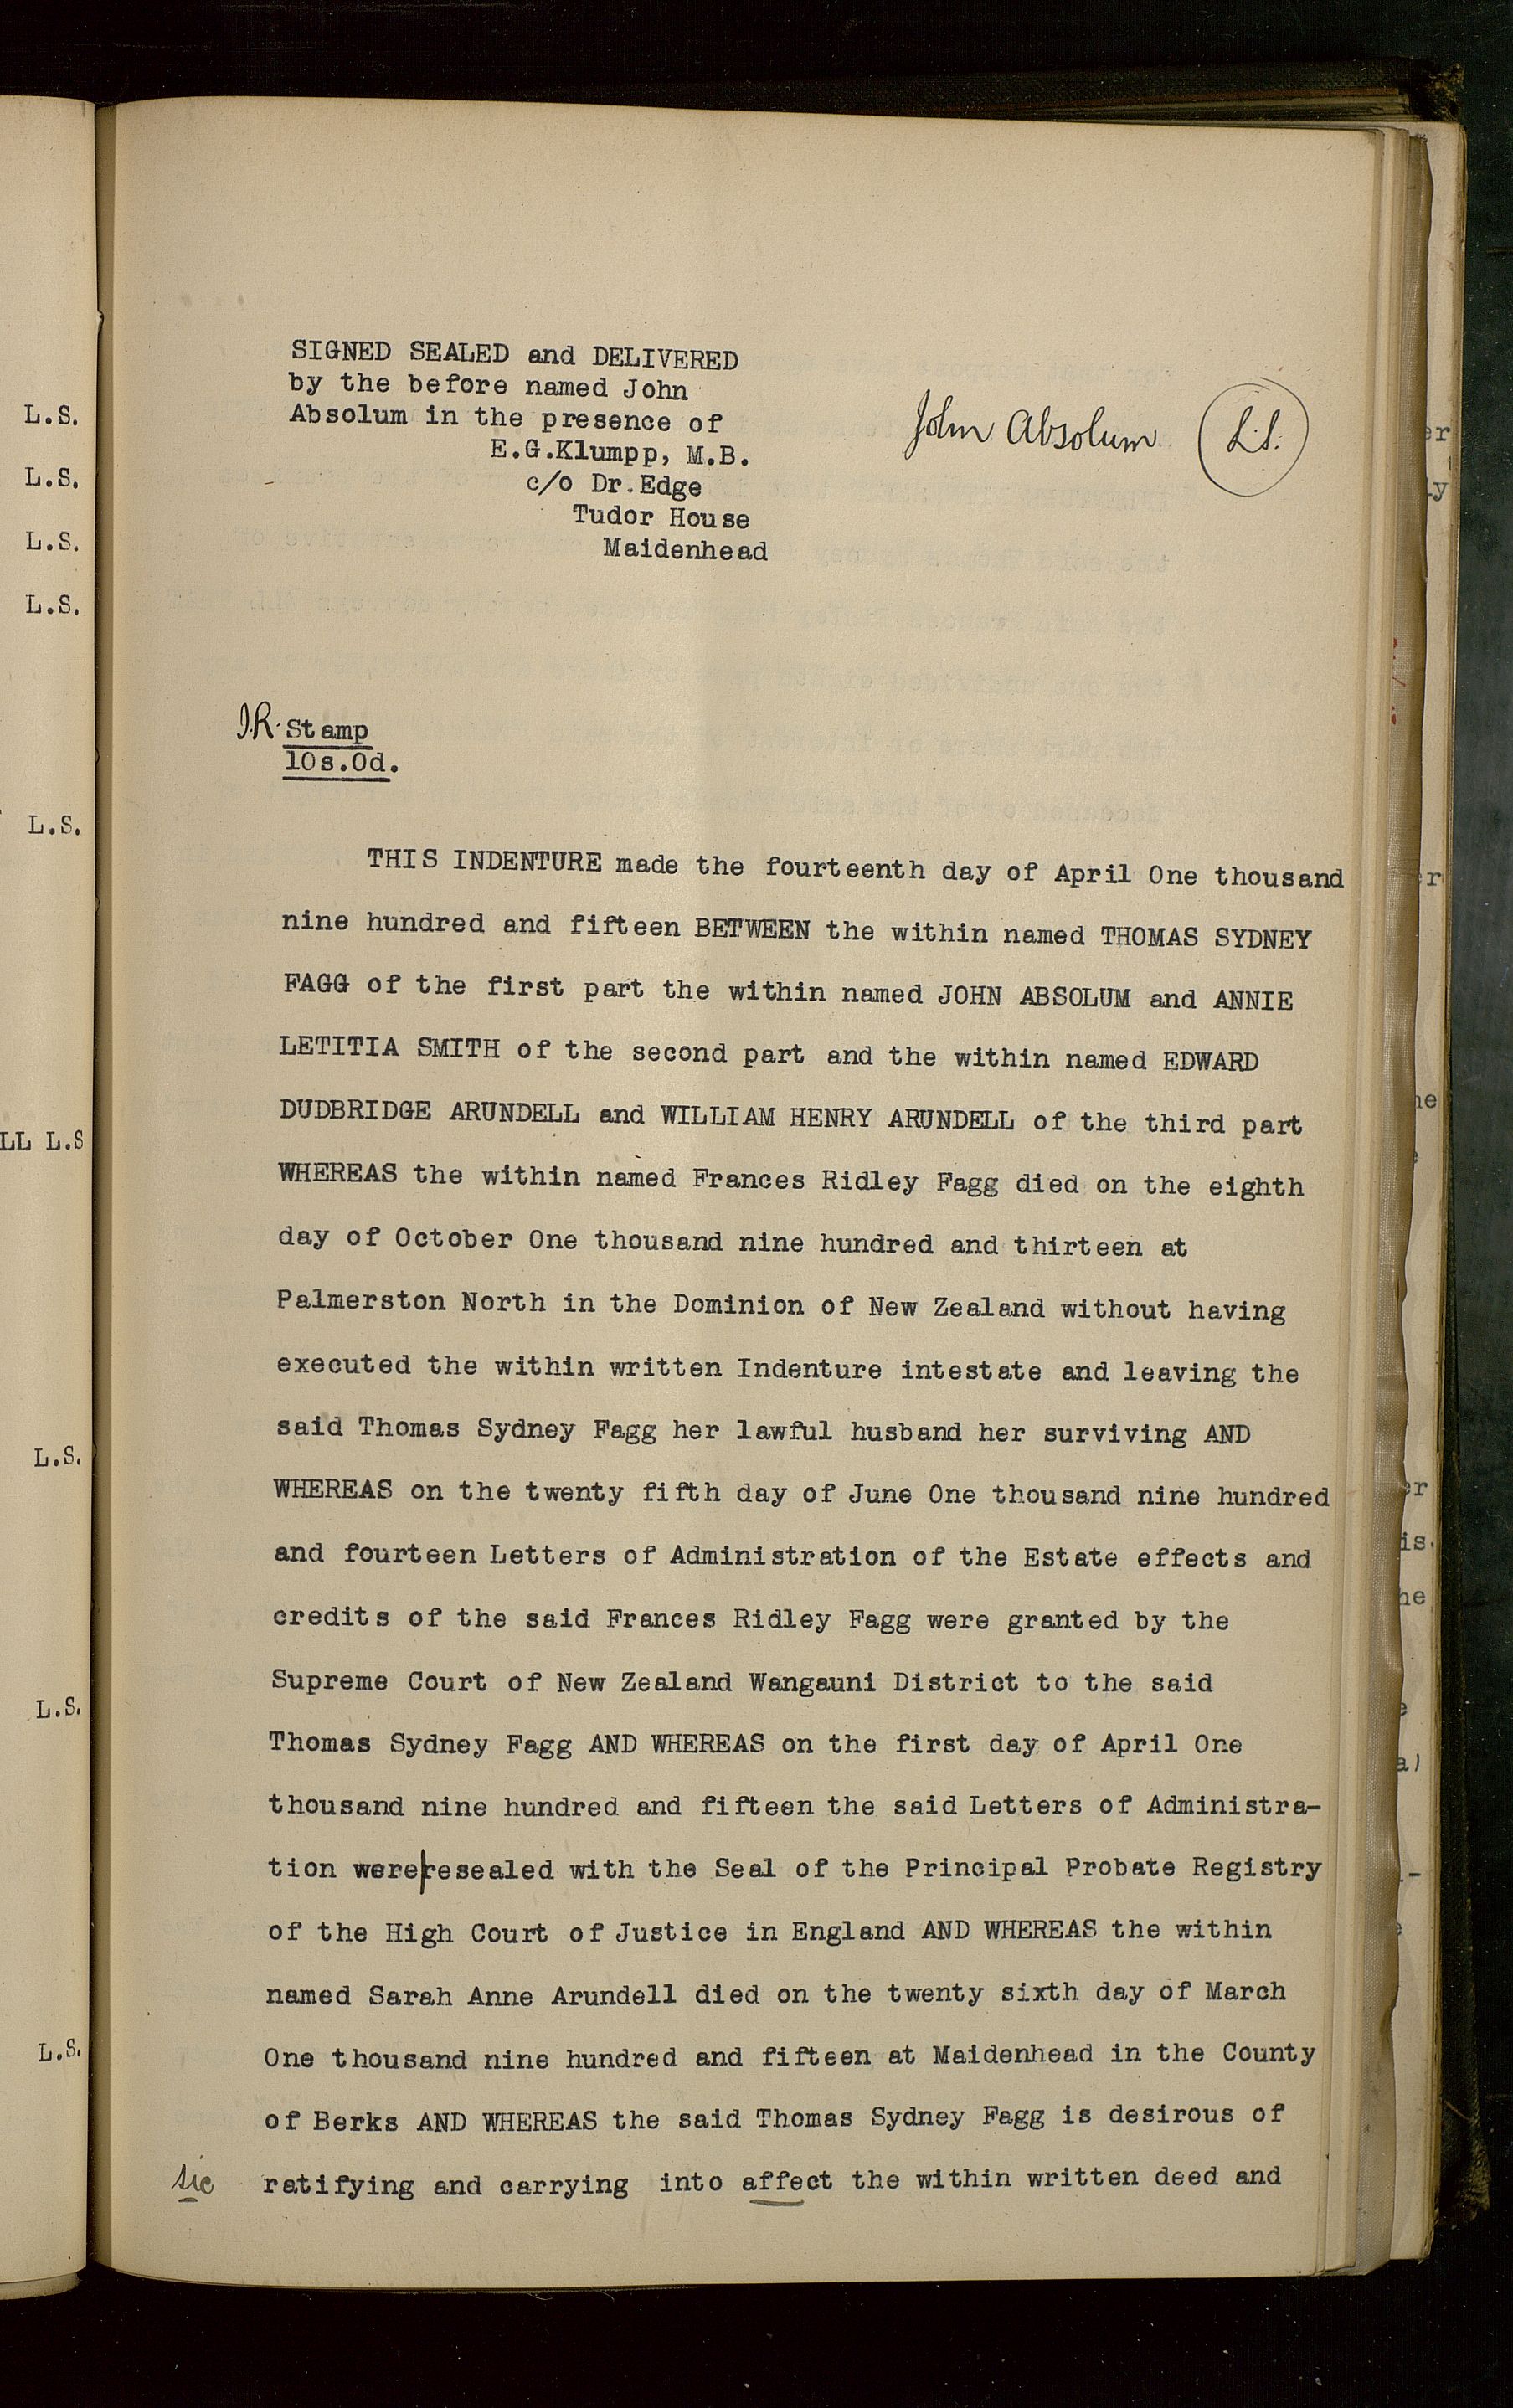 SIGNED SEALED and DELIVERED
by the before named John
Absolum in the presence of
E.G.Klumpp, M.B.
c/o Dr.Edge
Tudor House
Maidenhead
John Absolum L.S.
I.R. Stamp
10s.0d.
THIS INDENTURE made the fourteenth day of April One thousand
nine hundred and fifteen BETWEEN the within named THOMAS SYDNEY
FAGG of the first part the within named JOHN ABSOLUM and ANNIE
LETITIA SMITH of the second part and the within named EDWARD
DUDBRIDGE ARUNDELL and WILLIAM HENRY ARUNDELL of the third part
WHEREAS the within named Frances Ridley Fagg died on the eighth
day of October One thousand nine hundred and thirteen at
Palmerston North in the Dominion of New Zealand without having
executed the within written Indenture intestate and leaving the
said Thomas Sydney Fagg her lawful husband her surviving AND
WHEREAS on the twenty fifth day of June One thousand nine hundred
and fourteen Letters of Administration of the Estate effects and
credits of the said Frances Ridley Fagg were granted by the
Supreme Court of New Zealand Wangauni District to the said
Thomas Sydney Fagg AND WHEREAS on the first day of April One
thousand nine hundred and fifteen the said Letters of Administra-
tion were|resealed with the Seal of the Principal Probate Registry
of the High Court of Justice in England AND WHEREAS the within
named Sarah Anne Arundell died on the twenty sixth day of March
One thousand nine hundred and fifteen at Maidenhead in the County
of Berks AND WHEREAS the said Thomas Sydney Fagg is desirous of
sic ratifying and carrying into affect the within written deed and
L.S.
L.S.
L.S.
L.S.
L.S.
LL L.S
L.S.
L.S.
L.S.